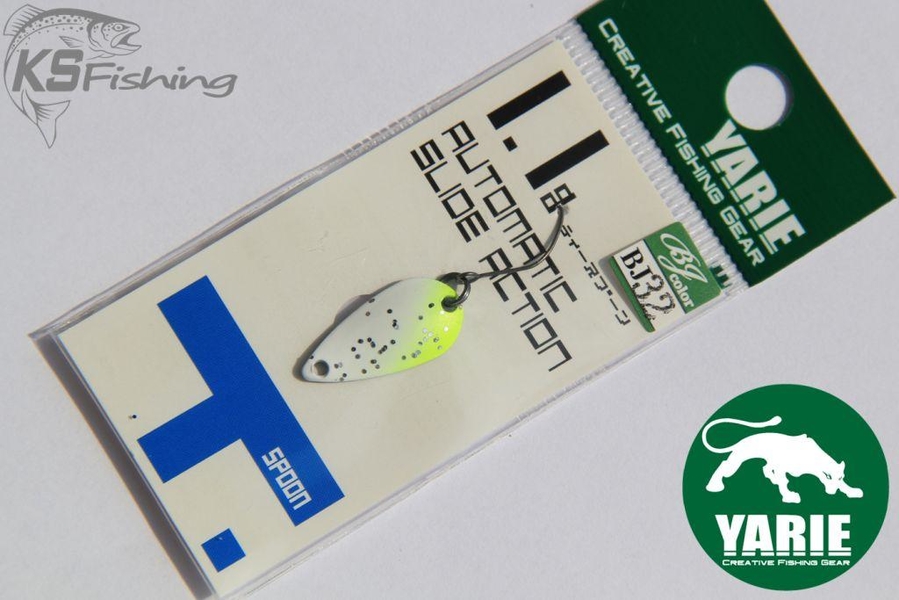 KSFishing
CREATIVE FISHING GEAR
YARIE
1.1g
AUTOMATIC
SLIDE ACTION
ティースプーン
BJ color
BJ32
T.
SPOON
YARIE
CREATIVE FISHING GEAR